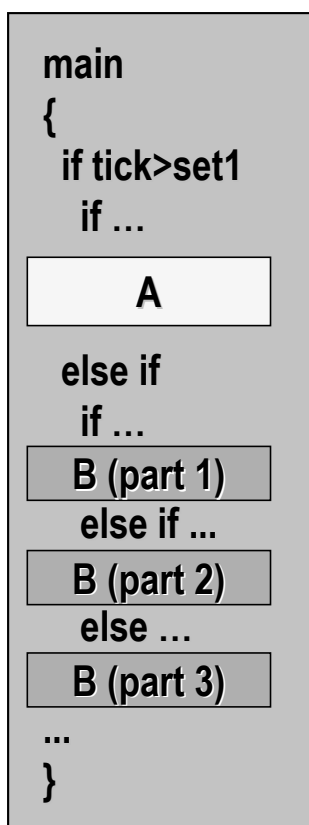 main
{
if tick>set1
if …
A
else if
if …
B (part 1)
else if ...
B (part 2)
else …
B (part 3)
...
}